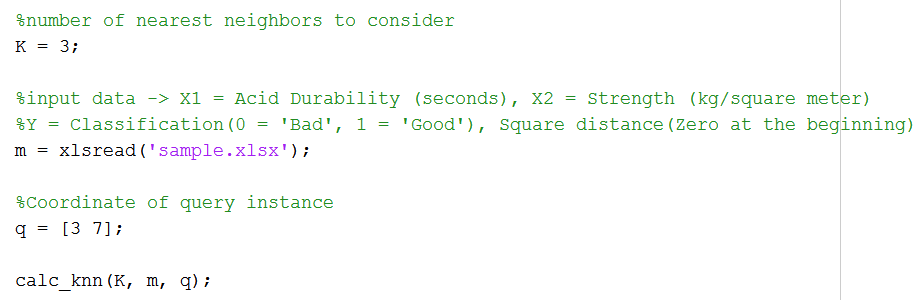 %number of nearest neighbors to consider
K = 3;
%input data -> X1 = Acid Durability (seconds), X2 = Strength (kg/square meter)
%Y = Classification(0 = 'Bad', 1 = 'Good'), Square distance(Zero at the beginning)
m = xlsread('sample.xlsx');
%Coordinate of query instance
q = [3 7];
calc_knn(K, m, q);